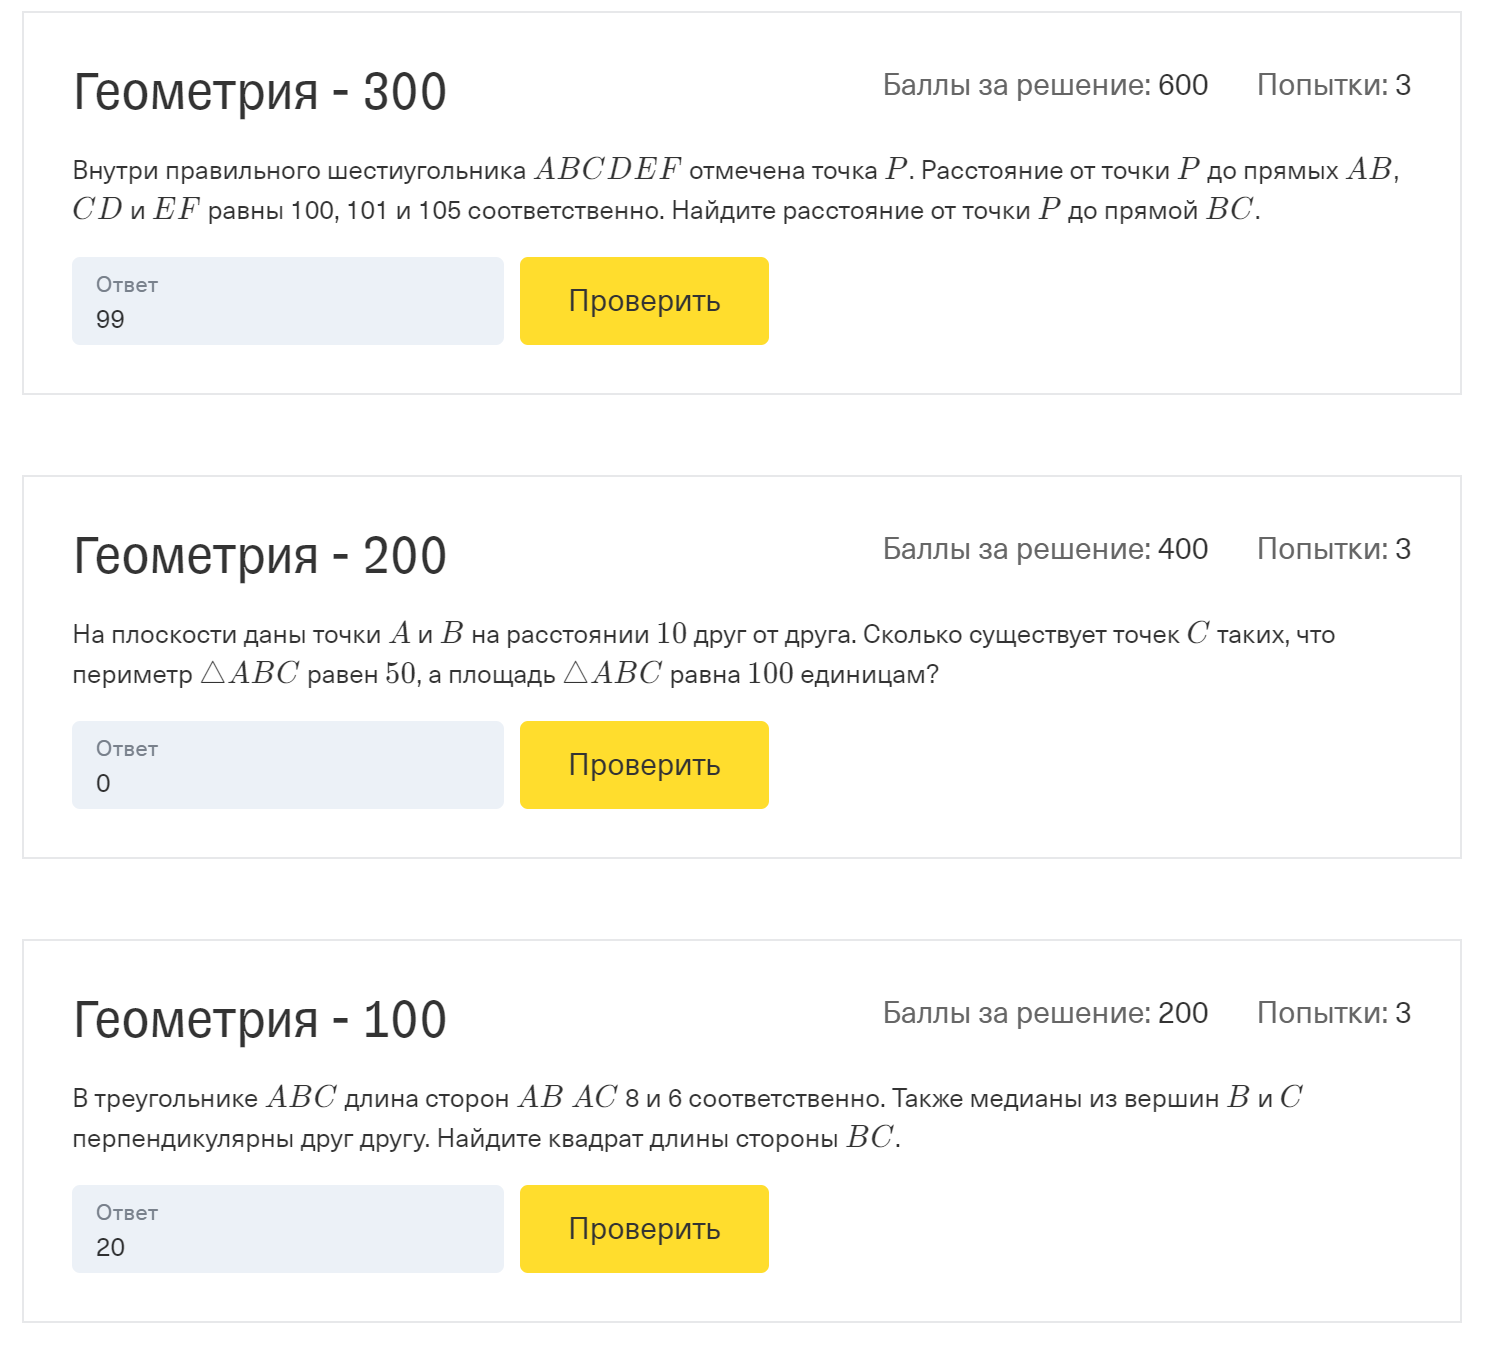 Геометрия - 300
Баллы за решение: 600 Попытки: 3
Внутри правильного шестиугольника ABCDEF отмечена точка P. Расстояние от точки P до прямых AB,
CD и EF равны 100, 101 и 105 соответственно. Найдите расстояние от точки P до прямой BC.
Ответ
99
Проверить
Геометрия - 200
Баллы за решение: 400 Попытки: 3
На плоскости даны точки A и B на расстоянии 10 друг от друга. Сколько существует точек C таких, что
периметр △ABC равен 50, а площадь △ABC равна 100 единицам?
Ответ
0
Проверить
Геометрия - 100
Баллы за решение: 200 Попытки: 3
В треугольнике ABC длина сторон AB AC 8 и 6 соответственно. Также медианы из вершин B и C
перпендикулярны друг другу. Найдите квадрат длины стороны BC.
Ответ
20
Проверить